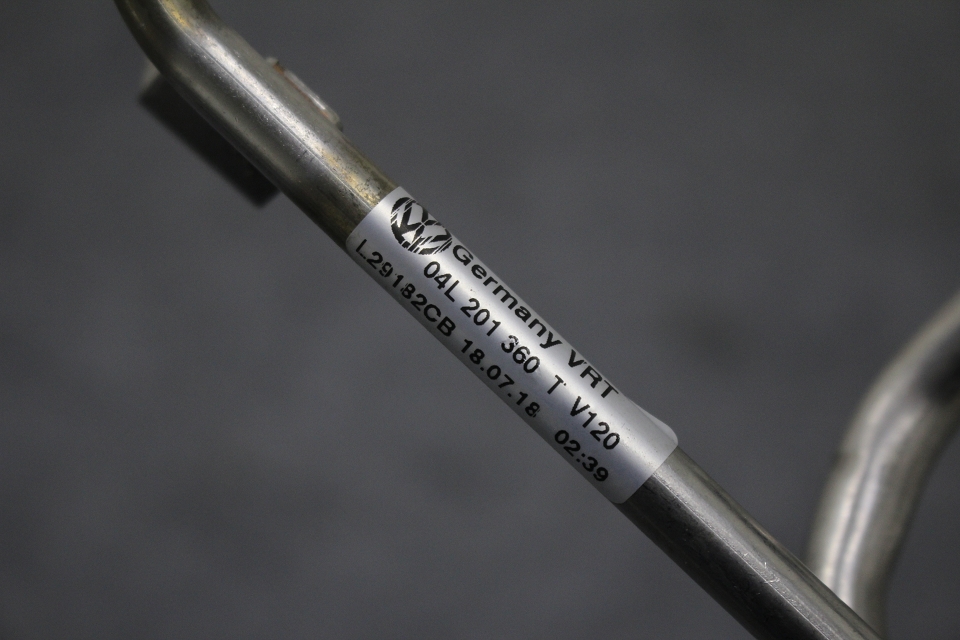 Germany VRT
04L 201 360 T V120
L29182CB 18.07.18 02:39